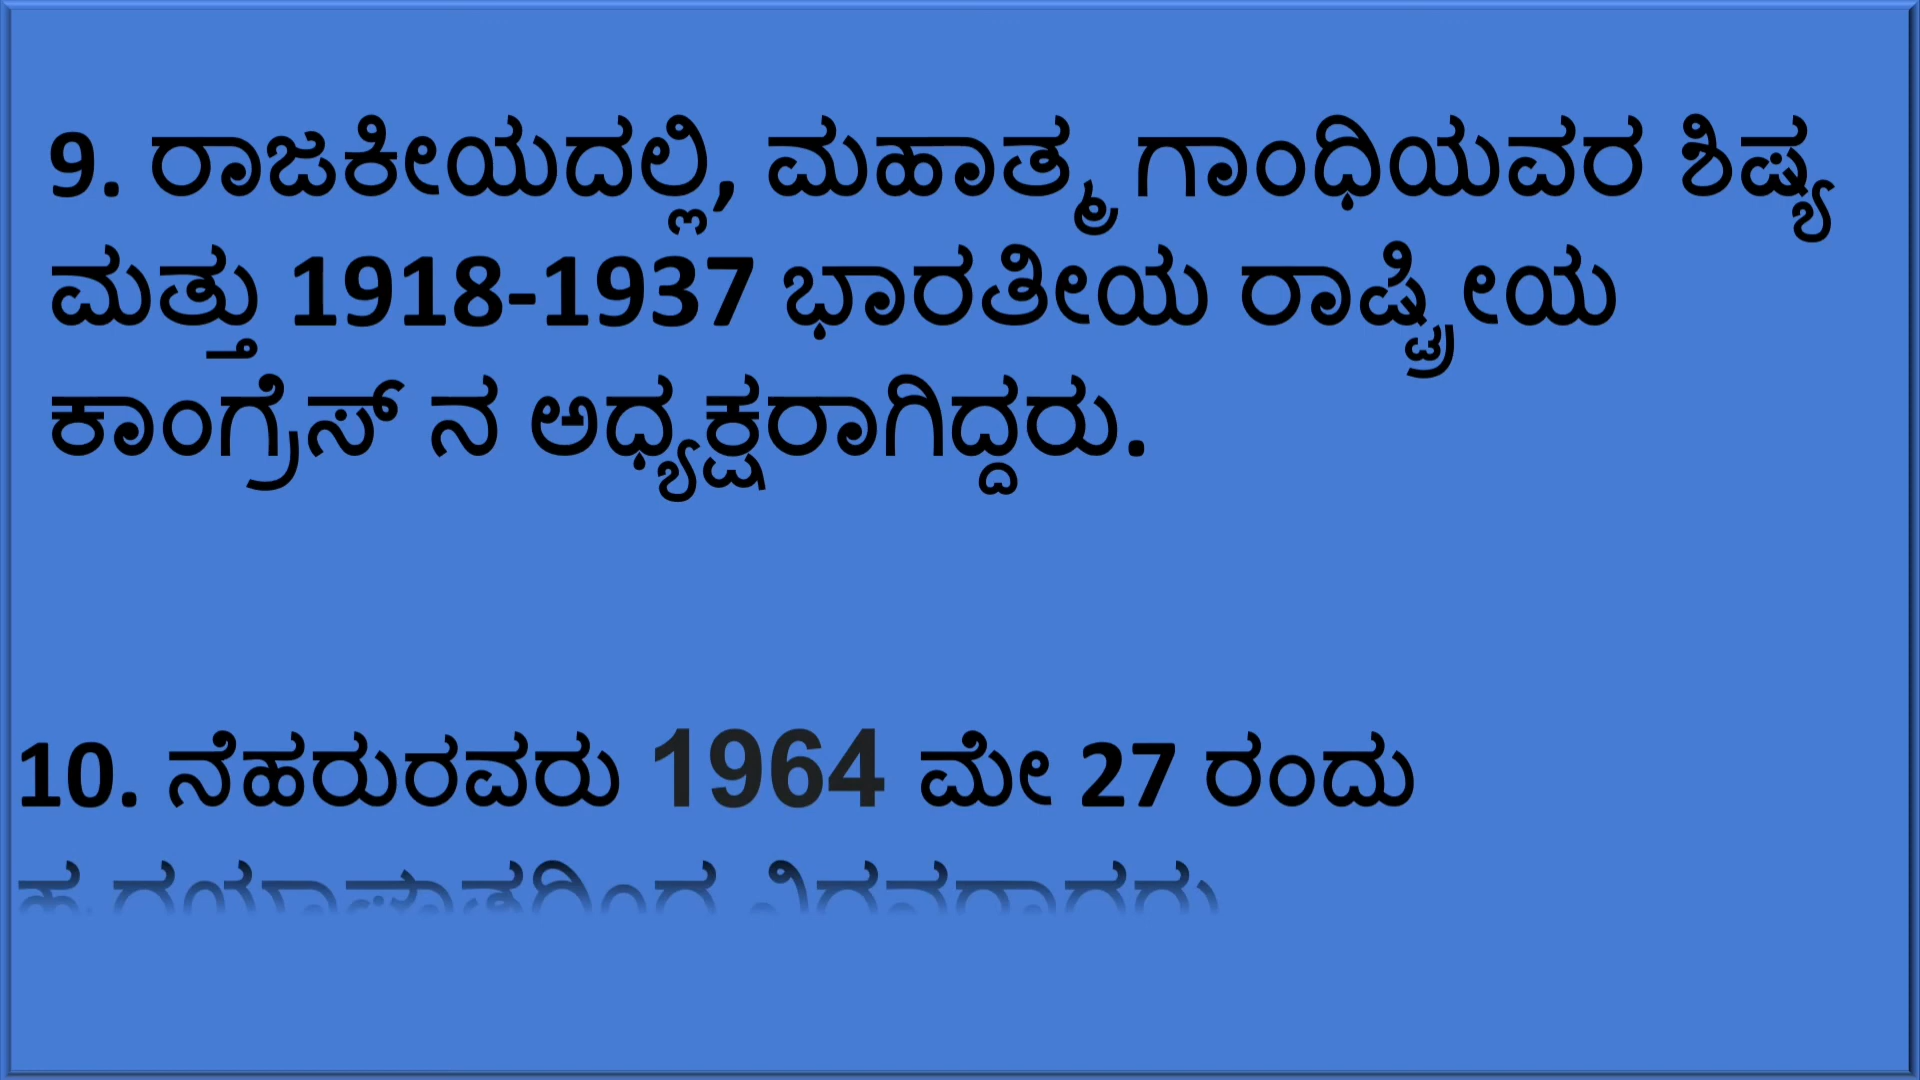 9. ರಾಜಕೀಯದಲ್ಲಿ, ಮಹಾತ್ಮ ಗಾಂಧಿಯವರ ಶಿಷ್ಯ
ಮತ್ತು 1918-1937 ಭಾರತೀಯ ರಾಷ್ಟ್ರೀಯ
ಕಾಂಗ್ರೆಸ್ ನ ಅಧ್ಯಕ್ಷರಾಗಿದ್ದರು.
10. ನೆಹರುರವರು 1964 ಮೇ 27 ರಂದು